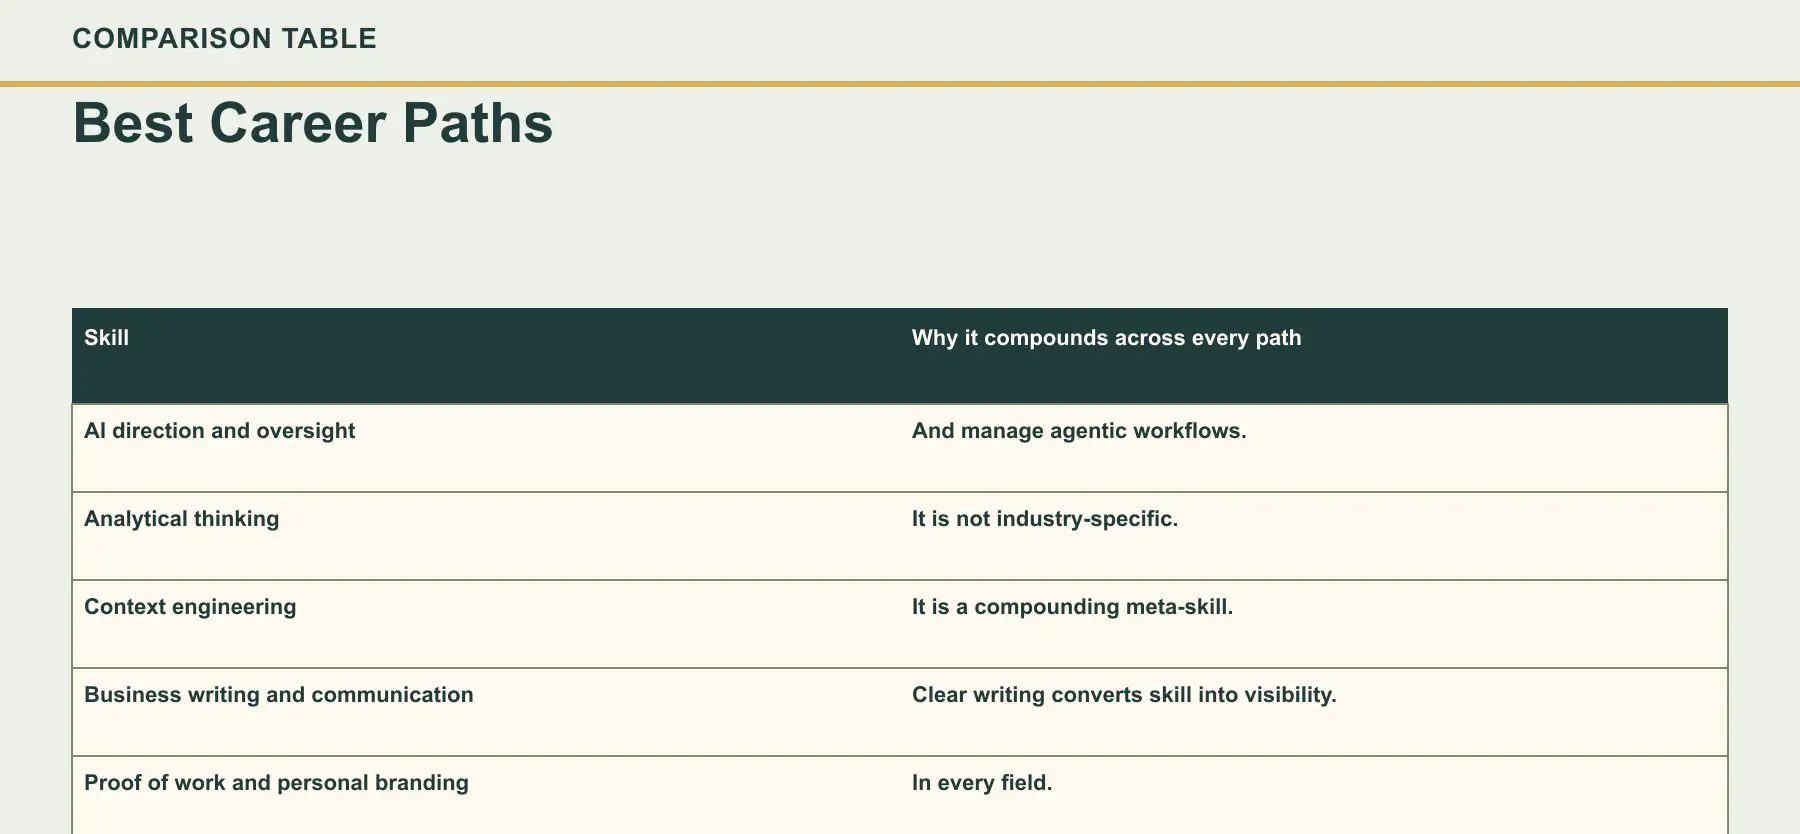 COMPARISON TABLE
Best Career Paths
Skill
Why it compounds across every path
AI direction and oversight
And manage agentic workflows.
Analytical thinking
It is not industry-specific.
Context engineering
It is a compounding meta-skill.
Business writing and communication
Clear writing converts skill into visibility.
Proof of work and personal branding
In every field.